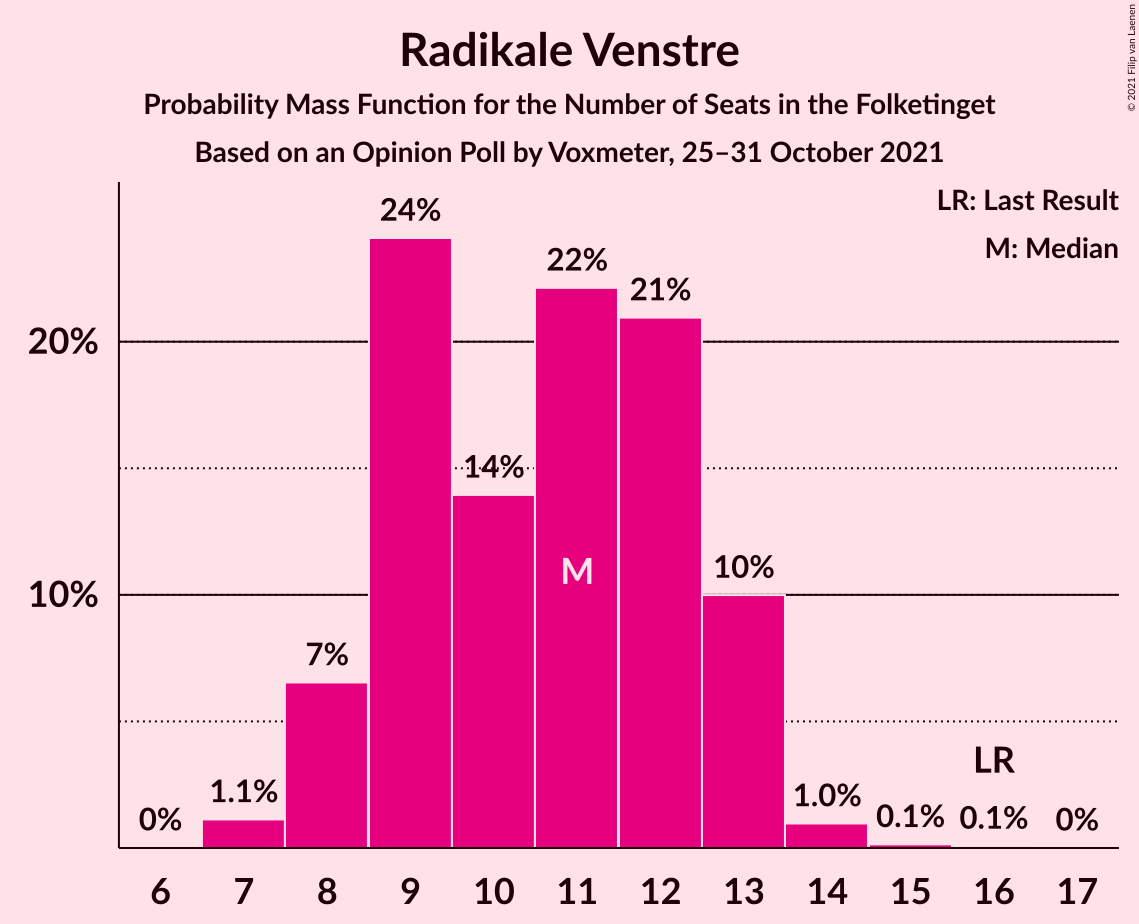 Radikale Venstre
Probability Mass Function for the Number of Seats in the Folketinget
Based on an Opinion Poll by Voxmeter, 25–31 October 2021
© 2021 Filip van Laenen
LR: Last Result
M: Median
24%
22%
21%
20%
14%
M
10%
10%
7%
LR
1.1%
1.0%
0%
0.1%
0.1%
0%
6 7 8 9 10 11 12 13 14 15 16 17